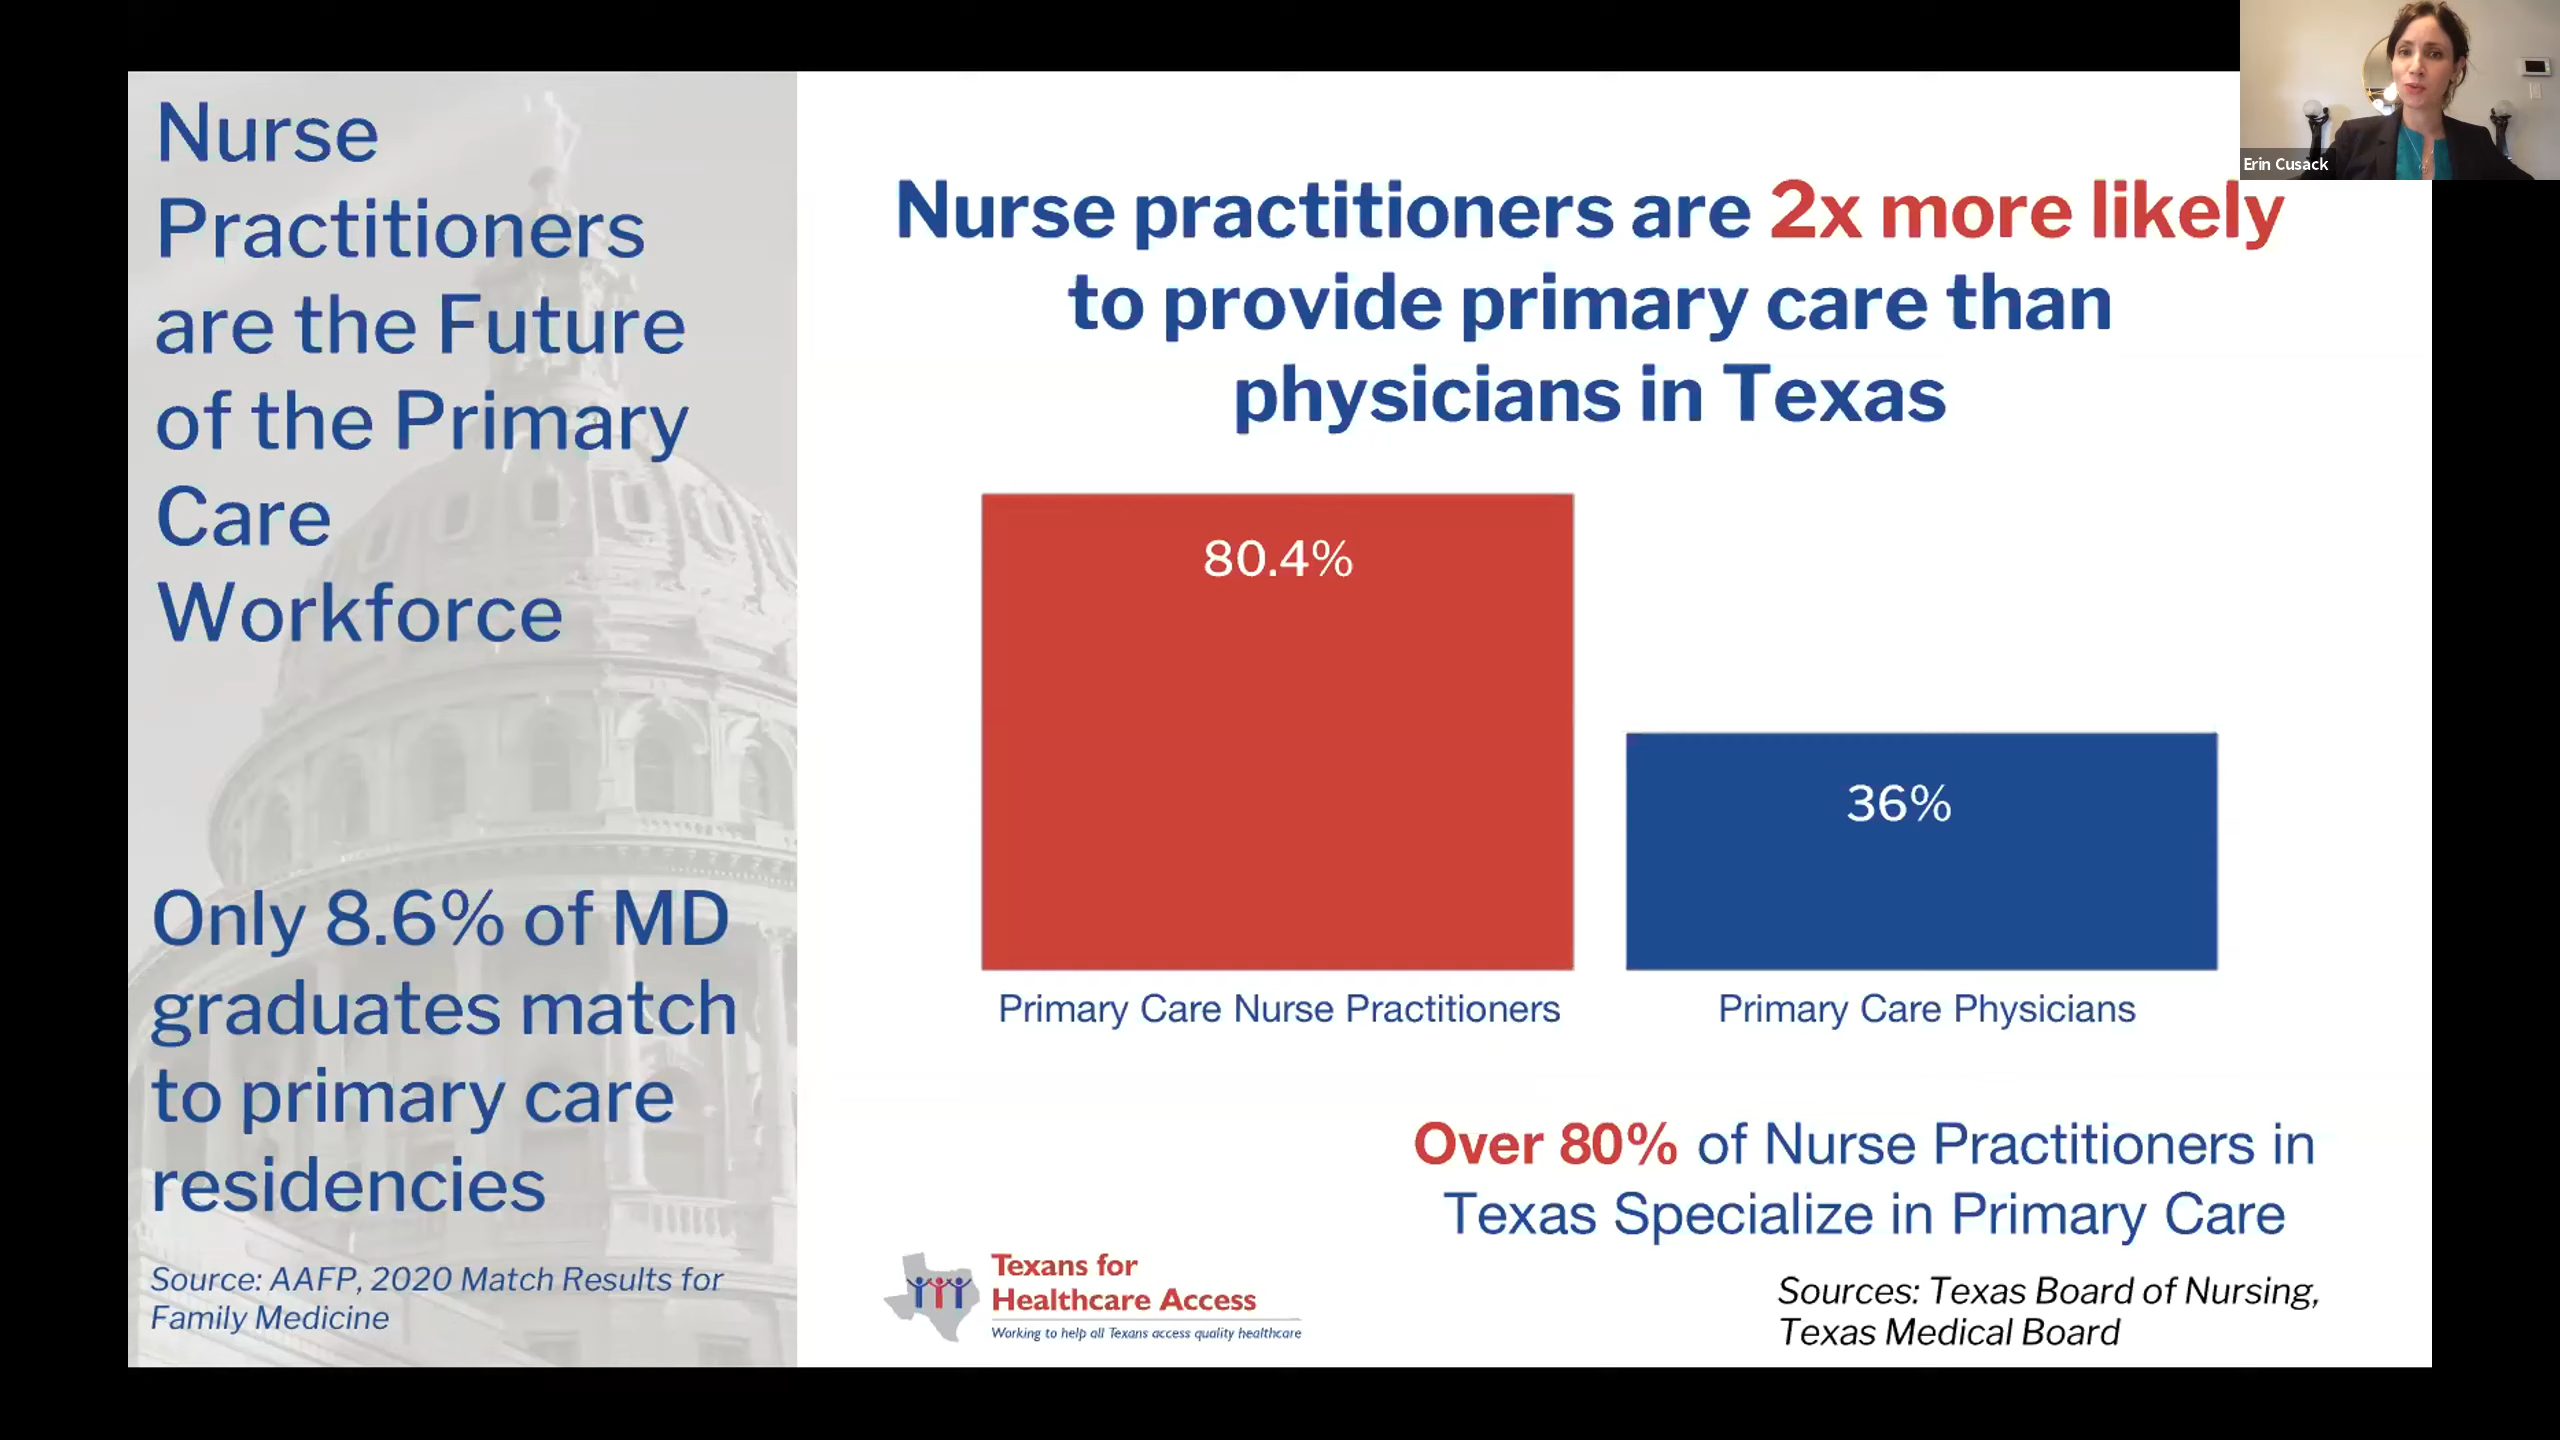 Nurse
Practitioners
are the Future
of the Primary
Care
Workforce
Only 8.6% of MD
graduates match
to primary care
residencies
Source: AAFP, 2020 Match Results for
Family Medicine
Nurse practitioners are 2x more likely
to provide primary care than
physicians in Texas
80.4%
36%
Primary Care Nurse Practitioners
Primary Care Physicians
Over 80% of Nurse Practitioners in
Texas Specialize in Primary Care
Sources: Texas Board of Nursing,
Texas Medical Board
Texans for
Healthcare Access
Working to help all Texans access quality healthcare
Erin Cusack